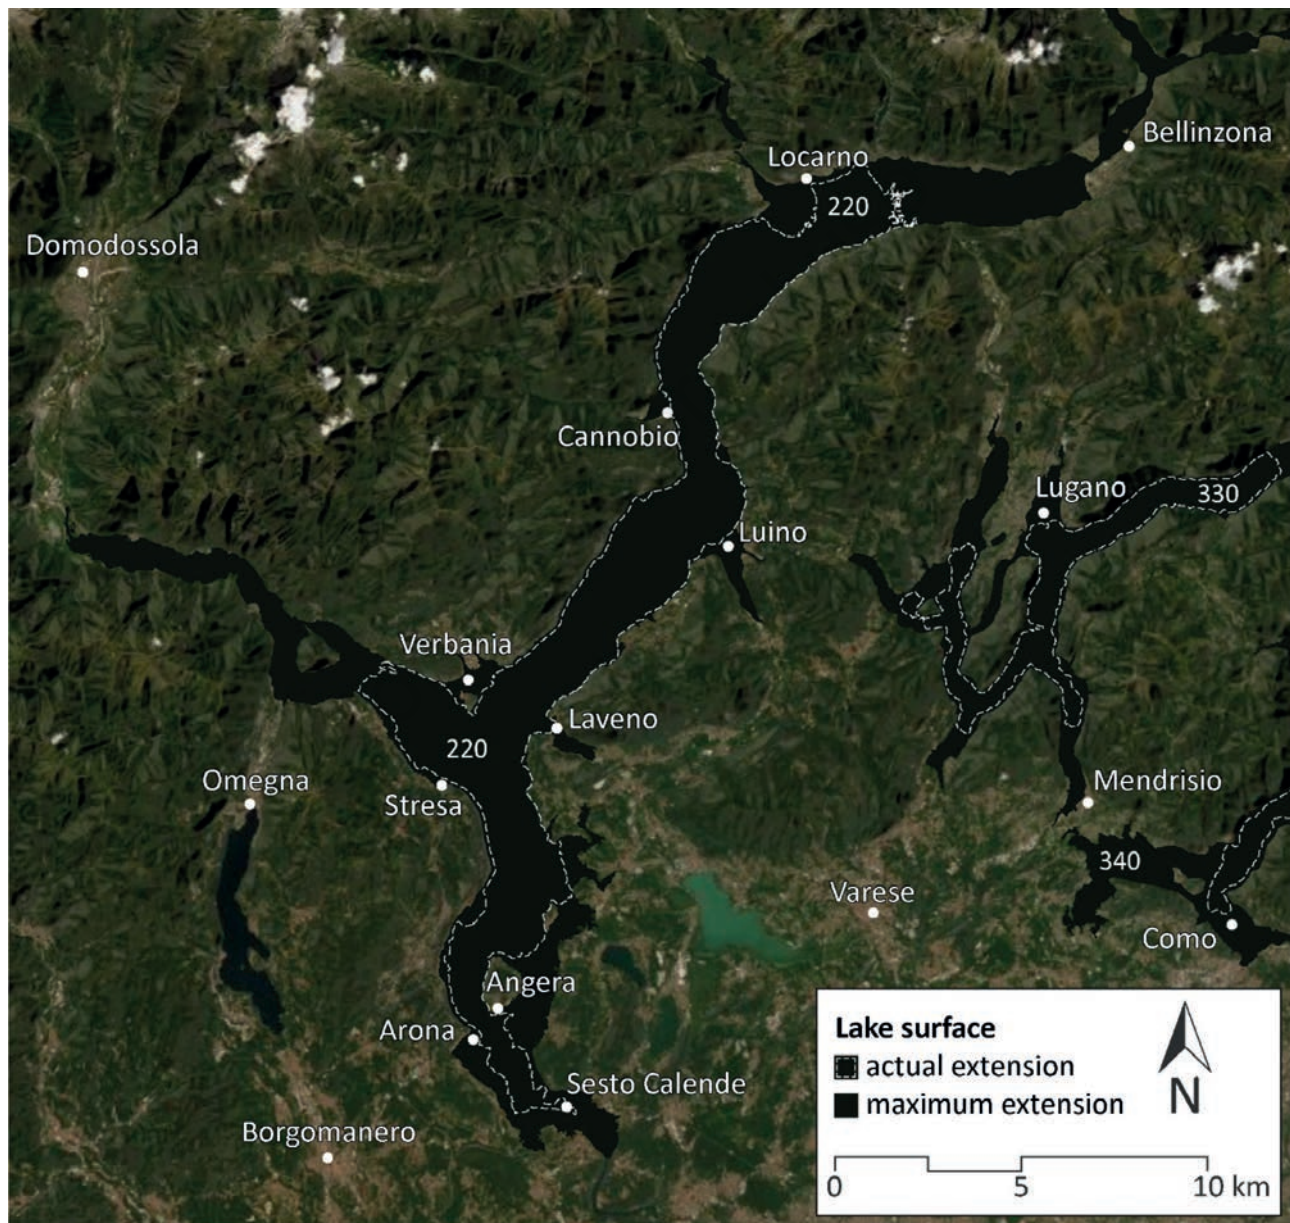 Bellinzona
Locarno
220
Domodossola
Cannobio
Lugano
330
Luino
Verbania
Laveno
220
Omegna
Stresa
Mendrisio
340
Varese
Como
Angera
Arona
Sesto Calende
Borgomanero
Lake surface
actual extension
maximum extension
N
0 5 10 km